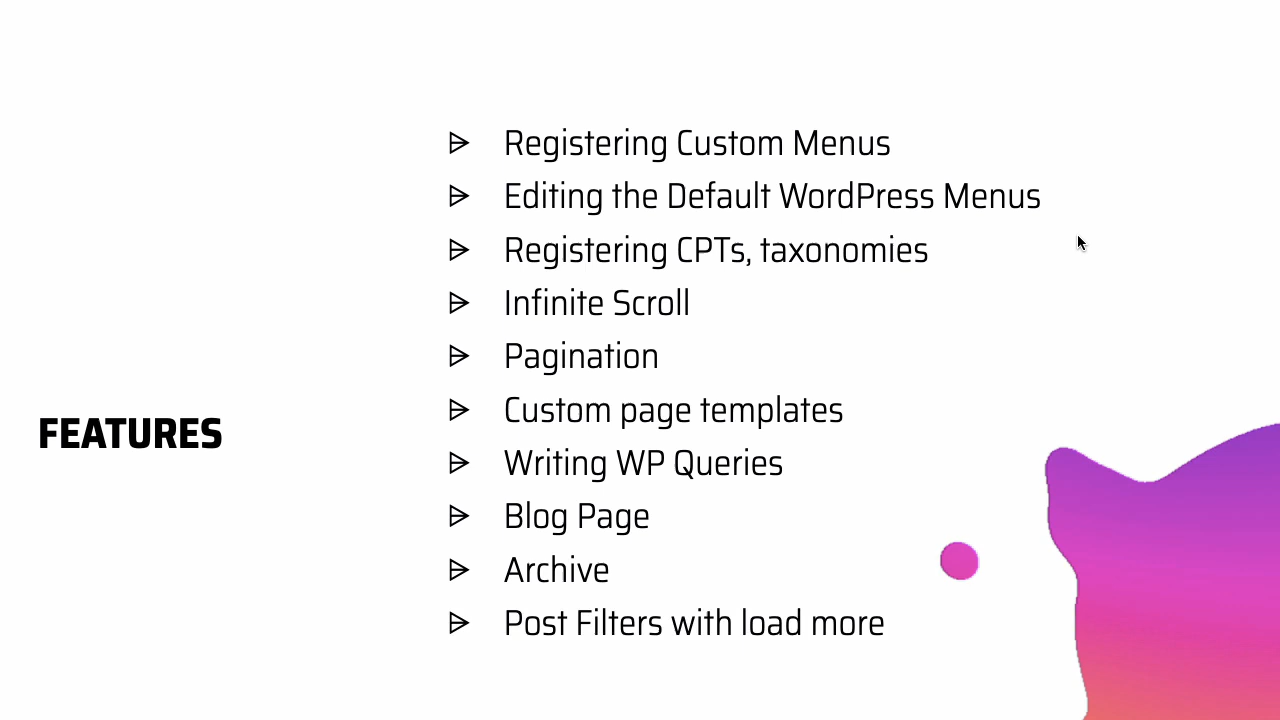 Registering Custom Menus
Editing the Default WordPress Menus
Registering CPTs, taxonomies
Infinite Scroll
Pagination
Custom page templates
FEATURES
Writing WP Queries
Blog Page
Archive
Post Filters with load more